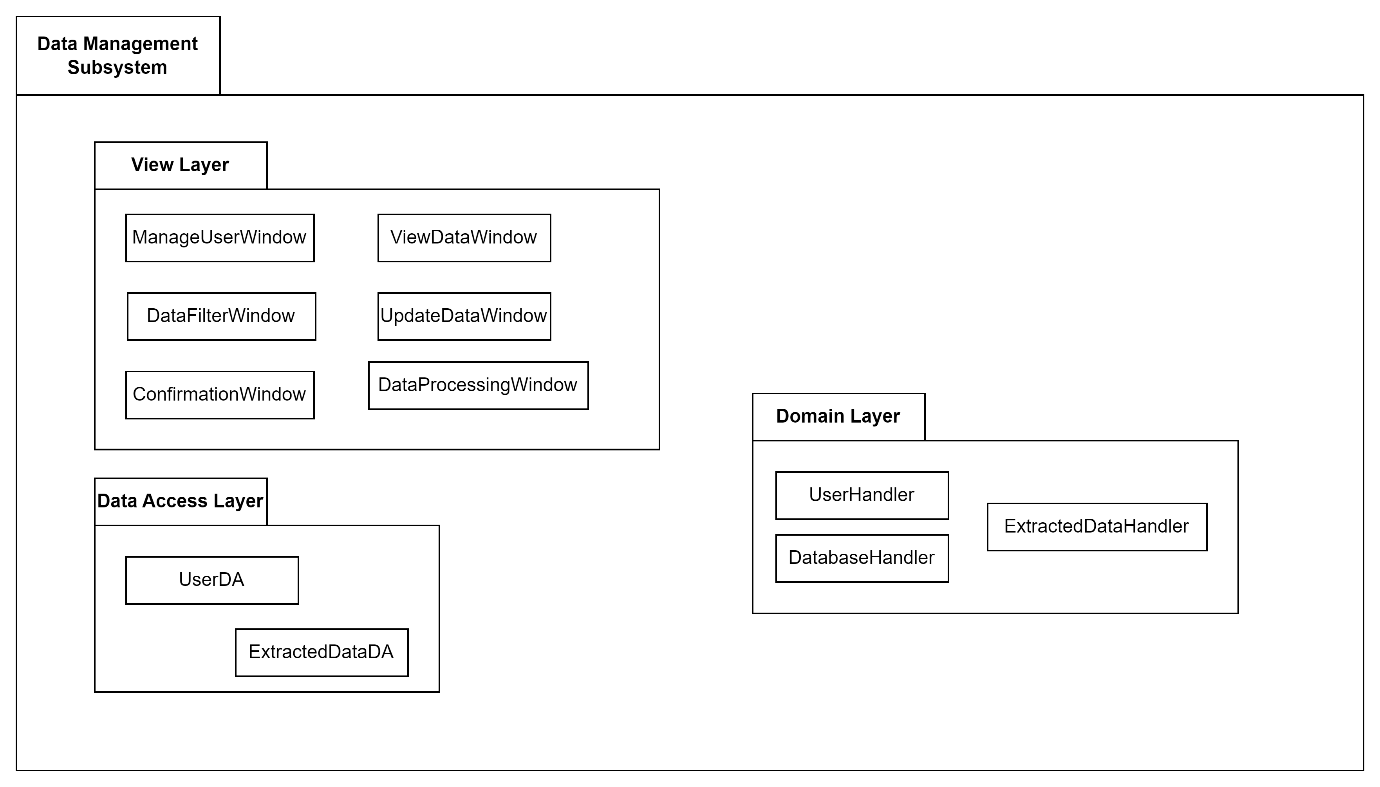 Data Management
Subsystem
View Layer
ManageUserWindow
ViewDataWindow
DataFilterWindow
UpdateDataWindow
ConfirmationWindow
DataProcessingWindow
Domain Layer
UserHandler
ExtractedDataHandler
DatabaseHandler
Data Access Layer
UserDA
ExtractedDataDA